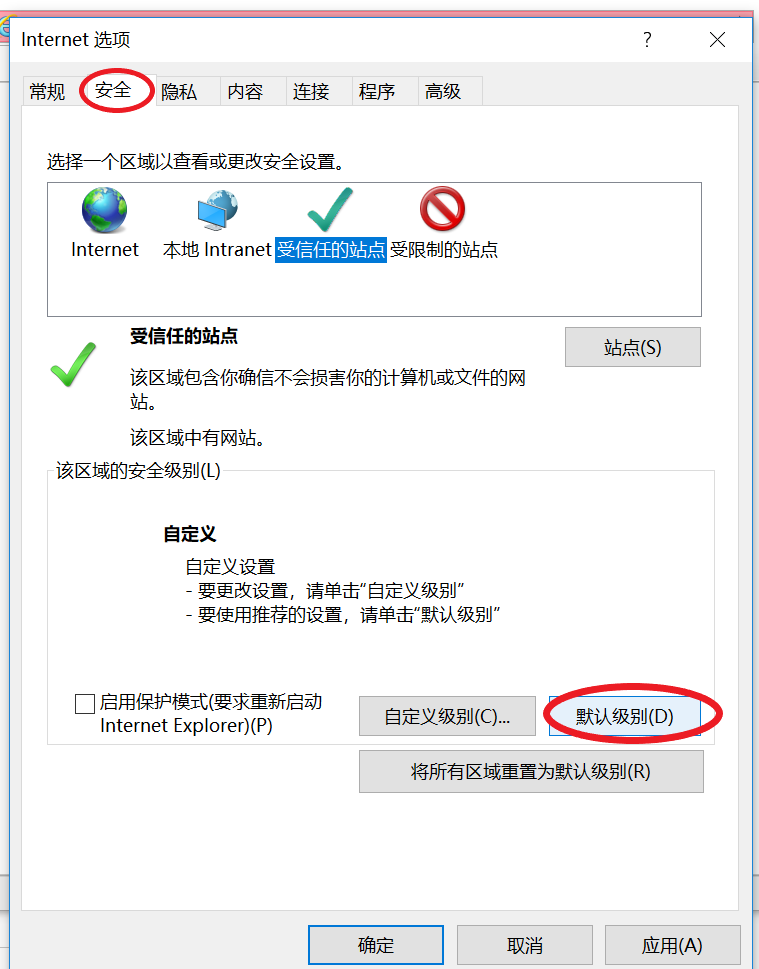 Internet 选项
?
常规 安全 隐私 内容 连接 程序 高级
选择一个区域以查看或更改安全设置。
Internet 本地 Intranet 受信任的站点 受限制的站点
受信任的站点
站点(S)
该区域包含你确信不会损害你的计算机或文件的网
站。
该区域中有网站。
该区域的安全级别(L)
自定义
自定义设置
- 要更改设置，请单击“自定义级别”
- 要使用推荐的设置，请单击“默认级别”
启用保护模式(要求重新启动
Internet Explorer)(P)
自定义级别(C)...
默认级别(D)
将所有区域重置为默认级别(R)
确定 取消 应用(A)